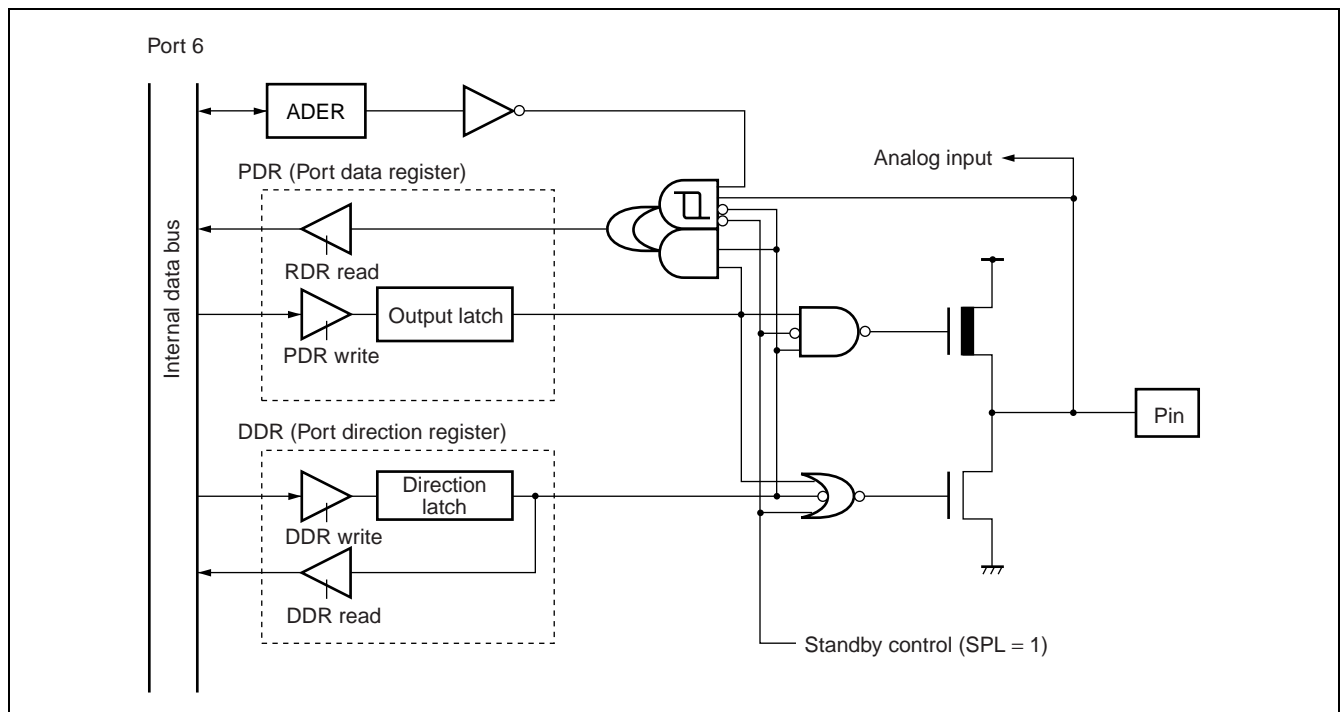 Port 6
ADER
Analog input
PDR (Port data register)
Internal data bus
RDR read
Output latch
PDR write
Pin
DDR (Port direction register)
Direction
latch
DDR write
DDR read
Standby control (SPL = 1)